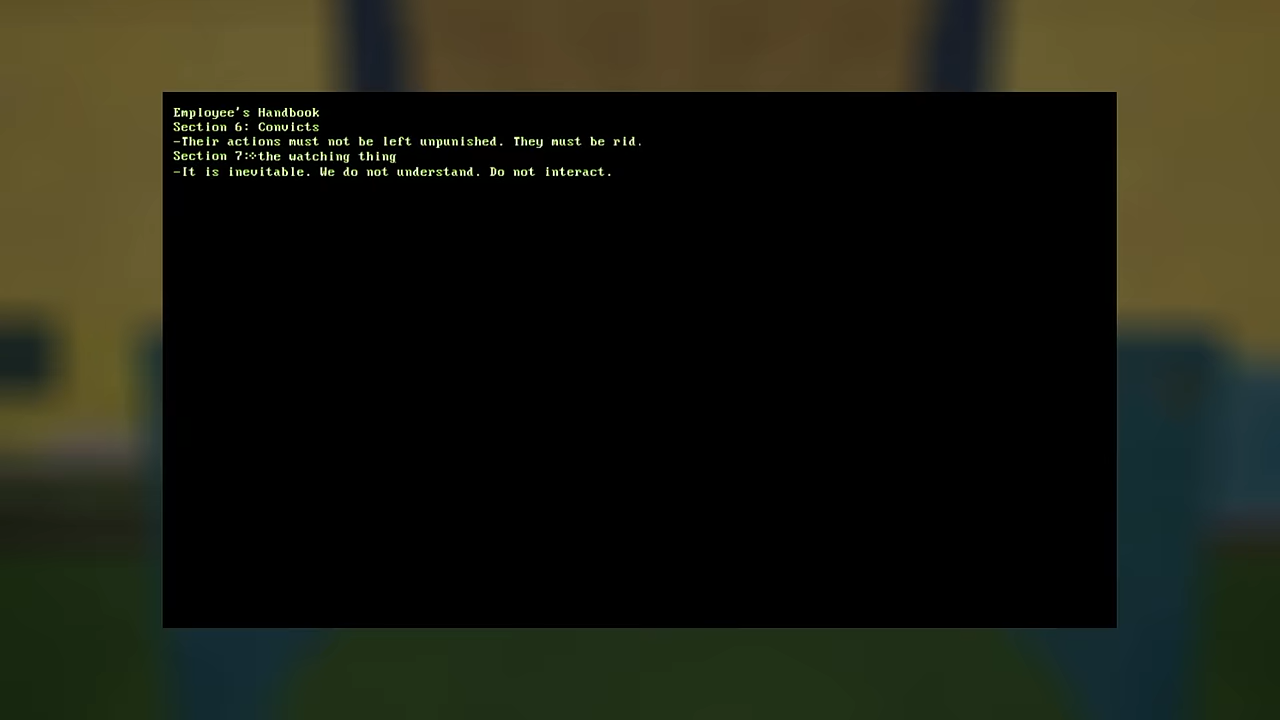 Employee's Handbook
Section 6: Convicts
-Their actions must not be left unpunished. They must be rid.
Section 7:⁘the watching thing
-It is inevitable. We do not understand. Do not interact.